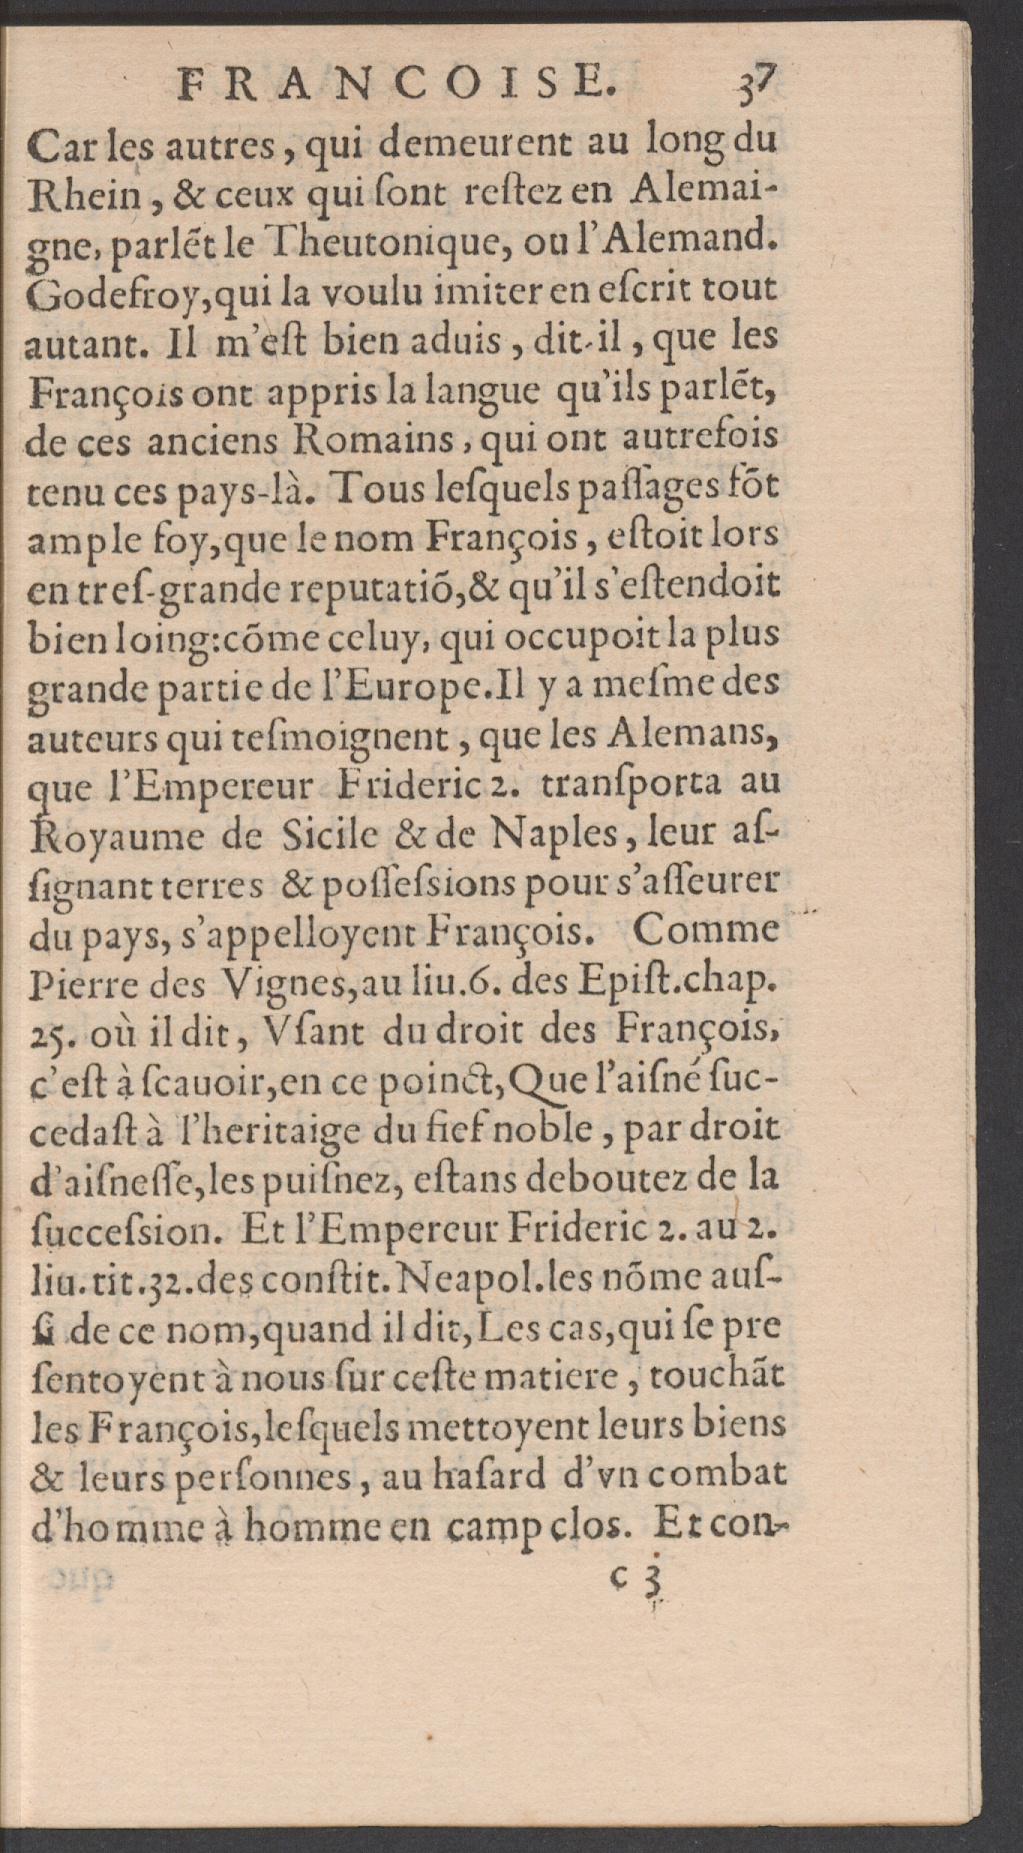 FRANCOISE. 37
Car les autres, qui demeurent au long du
Rhein, & ceux qui ſont reſtez en Alemai-
gne, parlẽt le Theutonique, ou l'Alemand.
Godefroy, qui la voulu imiter en eſcrit tout
autant. Il m'eſt bien aduis, dit-il, que les
François ont appris la langue qu'ils parlẽt,
de ces anciens Romains, qui ont autrefois
tenu ces pays-là. Tous leſquels paſſages fõt
ample foy, que le nom François, eſtoit lors
en treſ-grande reputatiõ, & qu'il s'eſtendoit
bien loing: cõme celuy, qui occupoit la plus
grande partie de l'Europe. Il y a meſme des
auteurs qui teſmoignent, que les Alemans,
que l'Empereur Frideric 2. tranſporta au
Royaume de Sicile & de Naples, leur aſ-
ſignant terres & poſſeſsions pour s'aſſeurer
du pays, s'appelloyent François. Comme
Pierre des Vignes, au liu. 6. des Epiſt. chap.
25. où il dit, Vſant du droit des François,
c'eſt à ſcauoir, en ce poinct, Que l'aiſné ſuc-
cedaſt à l'heritaige du fief noble, par droit
d'aiſneſſe, les puiſnez, eſtans deboutez de la
ſucceſsion. Et l'Empereur Frideric 2. au 2.
liu. tit. 32. des conſtit. Neapol. les nõme auſ-
ſi de ce nom, quand il dit, Les cas, qui ſe pre
ſentoyent à nous ſur ceſte matiere, touchãt
les François, leſquels mettoyent leurs biens
& leurs perſonnes, au haſard d'vn combat
d'homme à homme en camp clos. Et con-
c 3